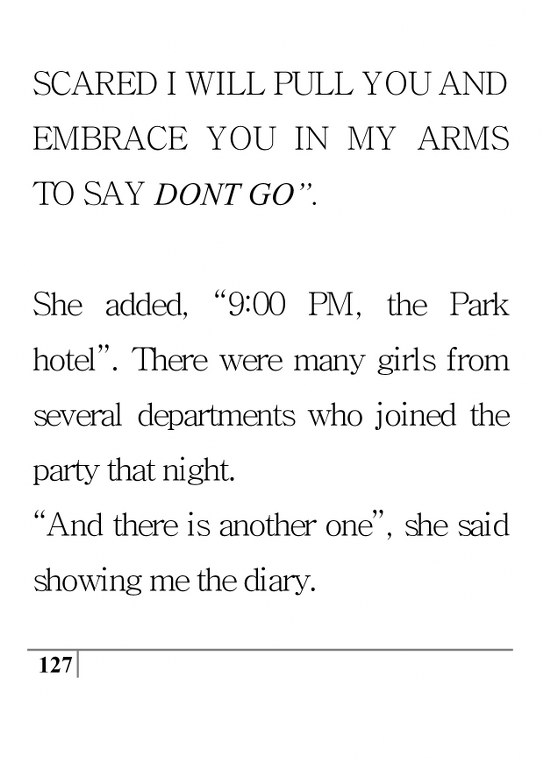 SCARED I WILL PULL YOU AND
EMBRACE YOU IN MY ARMS
TO SAY DONT GO”.
She added, “9:00 PM, the Park
hotel”. There were many girls from
several departments who joined the
party that night.
“And there is another one”, she said
showing me the diary.
127